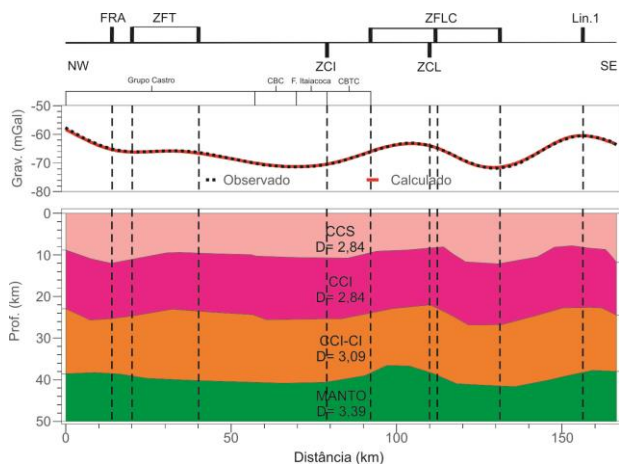 FRA ZFT ZFLC Lin.1
NW ZCI ZCL SE
Grupo Castro CBC F. Itaiacoca CBTC
-50
-60
-70
-80
Grav. (mGal)
Observado Calculado
0
10
20
30
40
50
Prof. (km)
CCS
D= 2,84
CCI
D= 2,84
CCI-CI
D= 3,09
MANTO
D= 3,39
0 50 100 150
Distância (km)